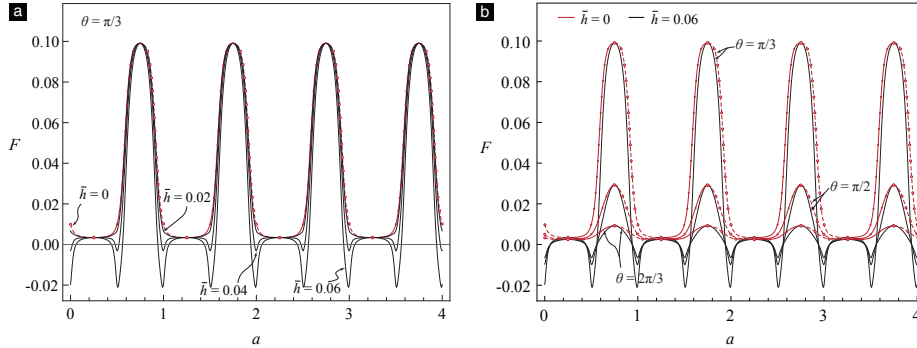 a
θ = π/3
0.10
0.08
0.06
F
0.04
0.02
0.00
-0.02
h̄ = 0
h̄ = 0.02
h̄ = 0.04
h̄ = 0.06
0 1 2 3 4
a
b
h̄ = 0 h̄ = 0.06
θ = π/3
0.10
0.08
0.06
F
0.04
0.02
0.00
-0.02
θ = π/2
θ = 2π/3
0 1 2 3 4
a